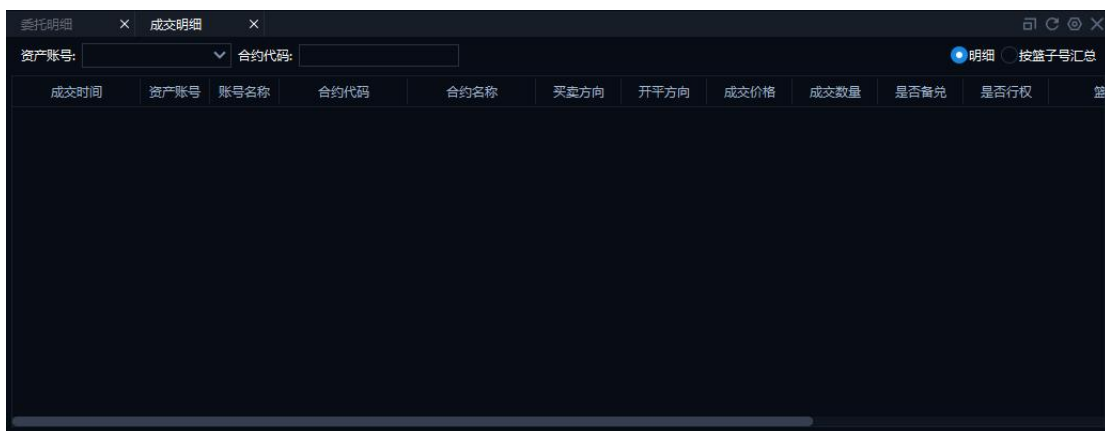 委托明细 成交明细
资产账号: 合约代码: 明细 按篮子号汇总
成交时间 资产账号 账号名称 合约代码 合约名称 买卖方向 开平方向 成交价格 成交数量 是否备兑 是否行权